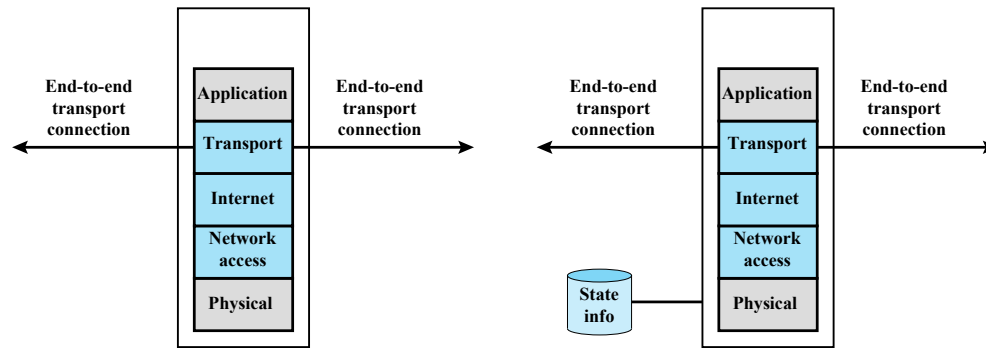 End-to-end
transport
connection
Application
Transport
Internet
Network
access
Physical
End-to-end
transport
connection
End-to-end
transport
connection
Application
Transport
Internet
Network
access
Physical
End-to-end
transport
connection
State
info